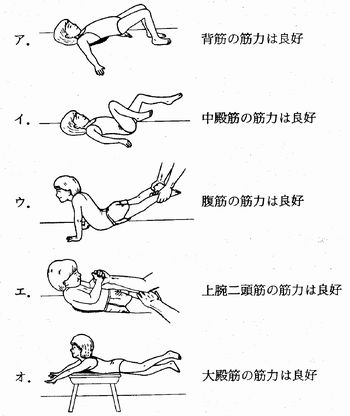 ア. 背筋の筋力は良好
イ. 中殿筋の筋力は良好
ウ. 腹筋の筋力は良好
エ. 上腕二頭筋の筋力は良好
オ. 大殿筋の筋力は良好